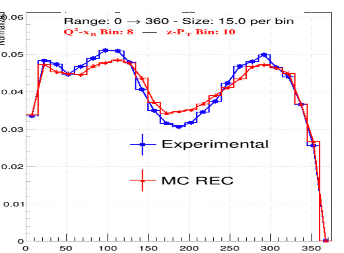 Range: 0 → 360 - Size: 15.0 per bin
Q²-x_B Bin: 8 — z-P_T Bin: 10
0.06
0.05
0.04
Experimental
0.03
0.02
MC REC
0.01
0
0 50 100 150 200 250 300 350